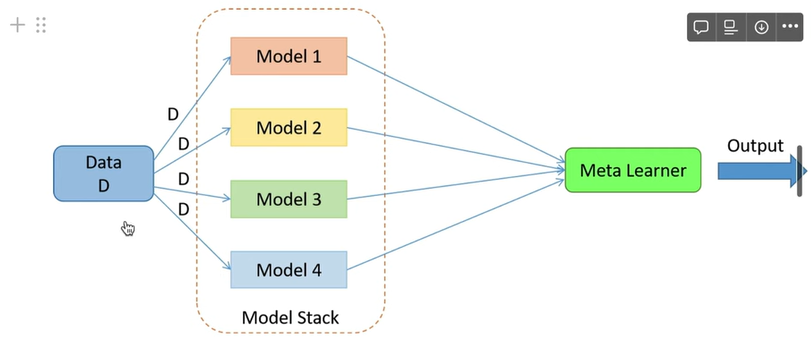 Model 1
D
Model 2
D
Output
Data
D
D
Meta Learner
Model 3
D
Model 4
Model Stack